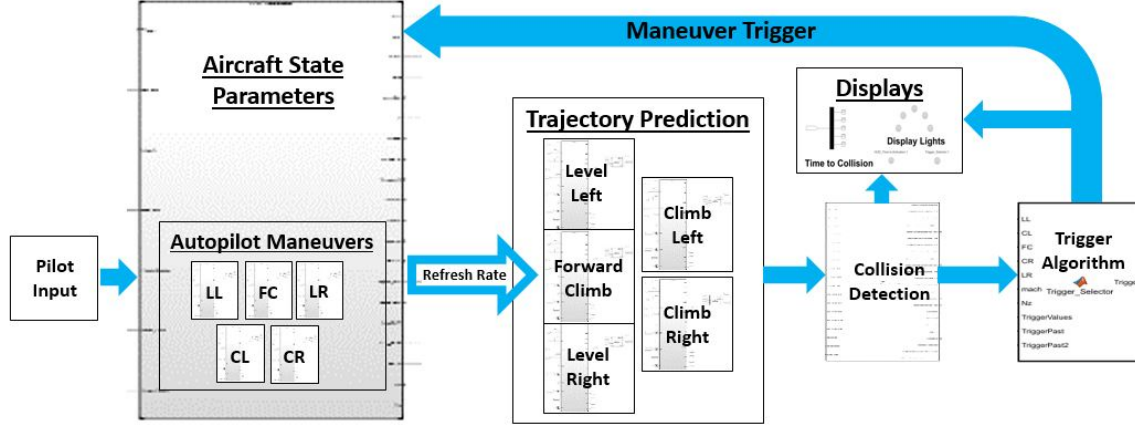 Maneuver Trigger
Aircraft State
Parameters
Autopilot Maneuvers
LL
FC
LR
CL
CR
Pilot
Input
Refresh Rate
Trajectory Prediction
Level
Left
Climb
Left
Forward
Climb
Climb
Right
Level
Right
Displays
Display Lights
Time to Collision
Collision
Detection
Trigger
Algorithm
LL
CL
FC
CR
LR
mach
Nz
TriggerValues
TriggerPast
TriggerPast2
Trigger_Selector
Trigge